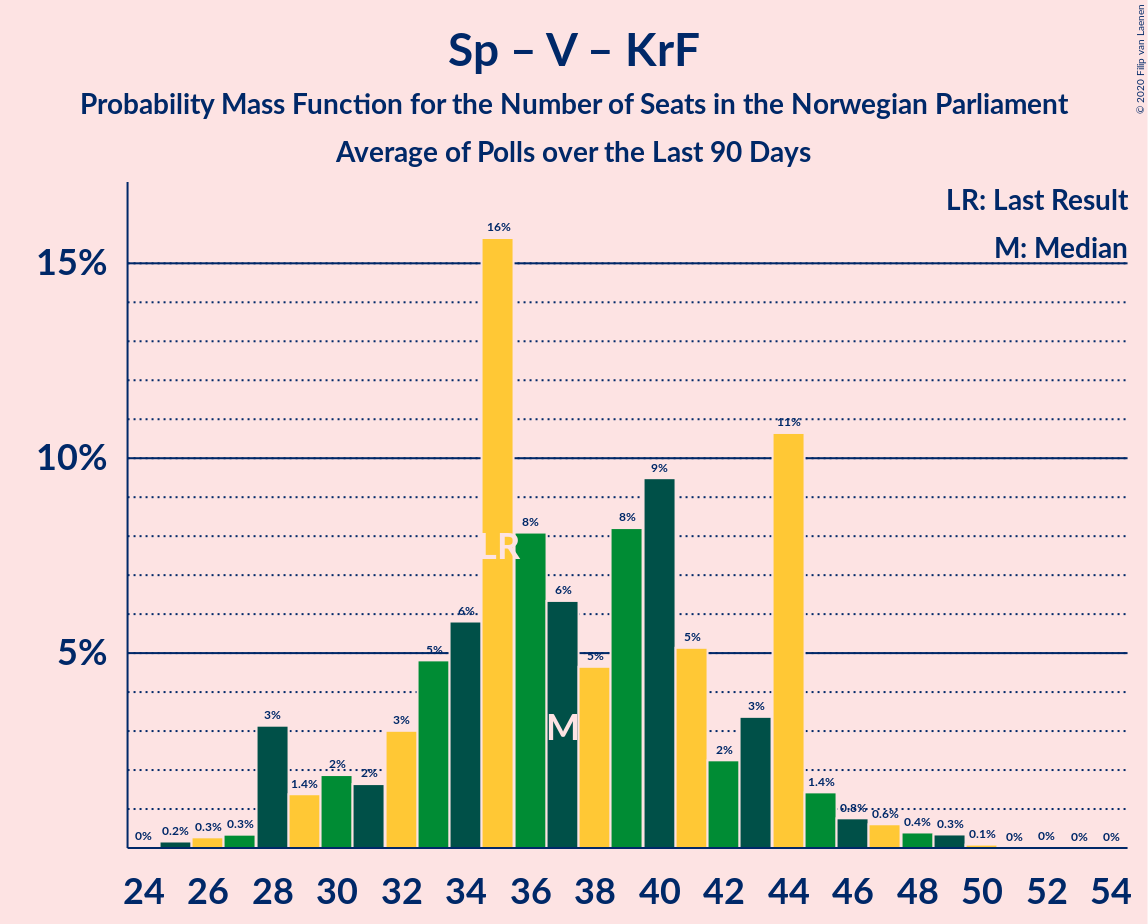 © 2020 Filip van Laenen
Sp – V – KrF
Probability Mass Function for the Number of Seats in the Norwegian Parliament
Average of Polls over the Last 90 Days
LR: Last Result
M: Median
15%
10%
5%
0% 0.2% 0.3% 0.3% 3% 1.4% 2% 2% 3% 5% 6% 16% 8% 6% 5% 8% 9% 5% 2% 3% 11% 1.4% 0.8% 0.6% 0.4% 0.3% 0.1% 0% 0% 0% 0%
LR
M
24 26 28 30 32 34 36 38 40 42 44 46 48 50 52 54